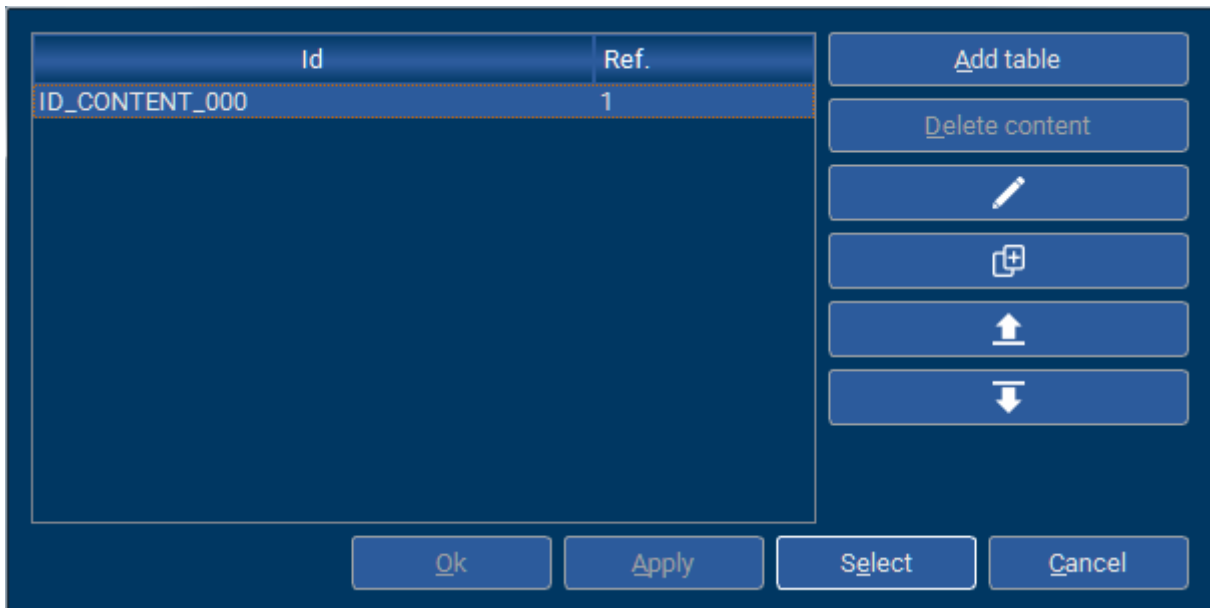 Id Ref. Add table
ID_CONTENT_000 1
Delete content
Ok Apply Select Cancel